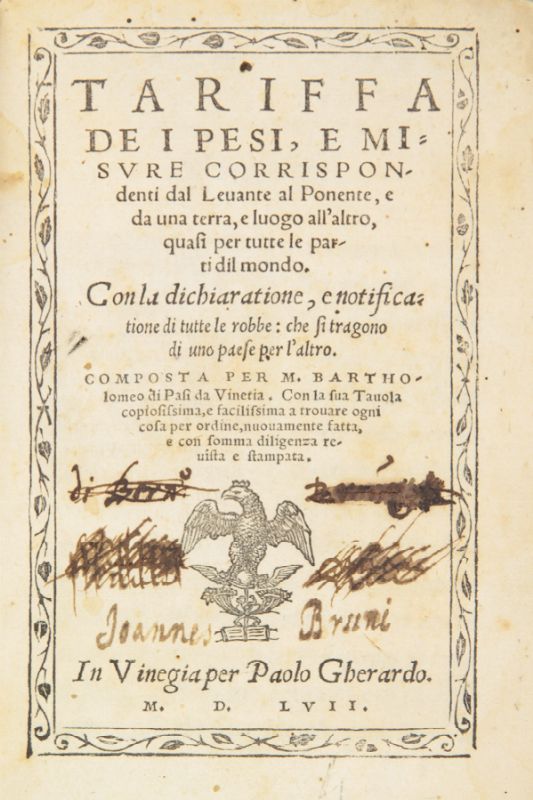 TARIFFA
DE I PESI, E MI=
SVRE CORRISPON-
denti dal Leuante al Ponente, e
da una terra, e luogo all'altro,
quasi per tutte le par-
ti dil mondo.
Con la dichiaratione, e notifica=
tione di tutte le robbe: che si tragono
di uno paese per l'altro.
COMPOSTA PER M. BARTHO-
lomeo di Pasi da Vinetia. Con la sua Tauola
copiosissima, e facilissima a trouare ogni
cosa per ordine, nuouamente fatta,
e con somma diligenza re-
uista e stampata.
di
Joannes Bruni
In Vinegia per Paolo Gherardo.
M. D. LVII.